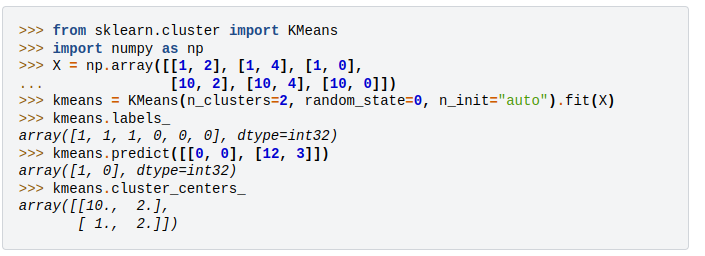 >>> from sklearn.cluster import KMeans
>>> import numpy as np
>>> X = np.array([[1, 2], [1, 4], [1, 0],
...               [10, 2], [10, 4], [10, 0]])
>>> kmeans = KMeans(n_clusters=2, random_state=0, n_init="auto").fit(X)
>>> kmeans.labels_
array([1, 1, 1, 0, 0, 0], dtype=int32)
>>> kmeans.predict([[0, 0], [12, 3]])
array([1, 0], dtype=int32)
>>> kmeans.cluster_centers_
array([[10.,  2.],
       [ 1.,  2.]])